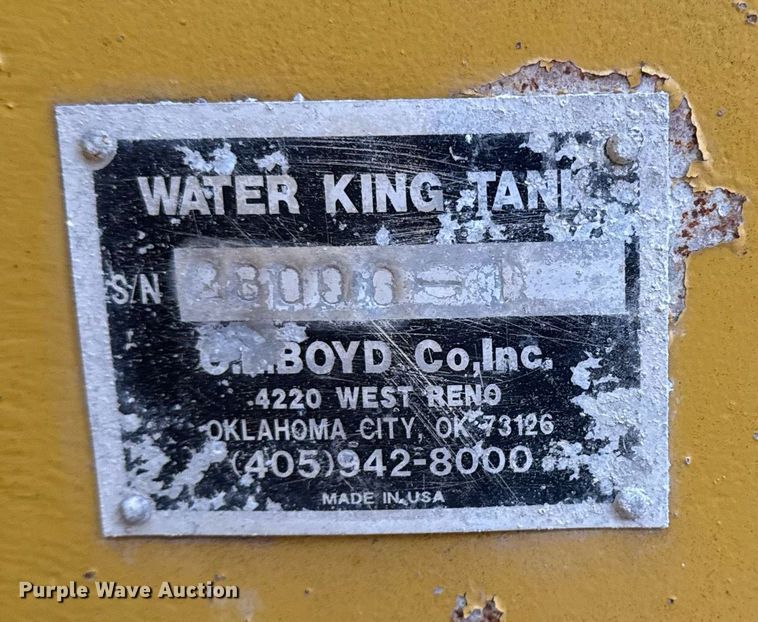 WATER KING TANK
S/N
BOYD Co, Inc.
4220 WEST RENO
OKLAHOMA CITY, OK 73126
(405) 942-8000
MADE IN USA
Purple Wave Auction